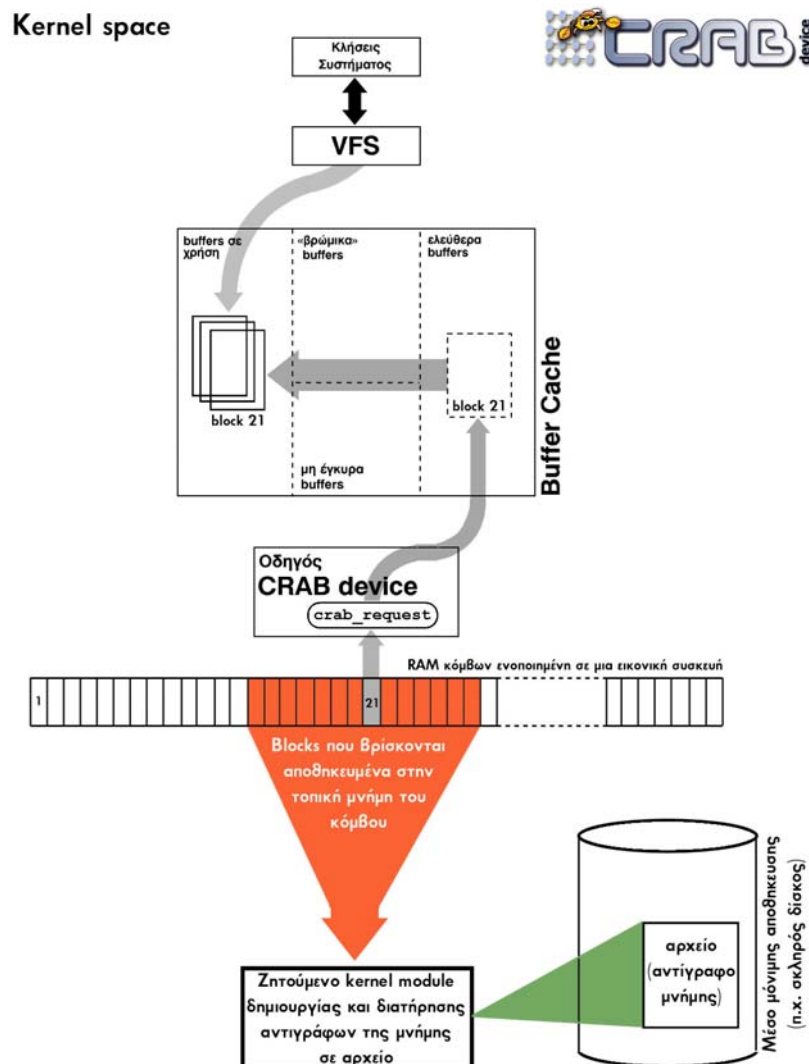 Kernel space
CRAB
device
Κλήσεις
Συστήματος
VFS
buffers σε
χρήση
«βρώμικα»
buffers
ελεύθερα
buffers
block 21
block 21
μη έγκυρα
buffers
Buffer Cache
Οδηγός
CRAB device
crab_request
RAM κόμβων ενοποιημένη σε μια εικονική συσκευή
1
21
Blocks που βρίσκονται
αποθηκευμένα στην
τοπική μνήμη του
κόμβου
Ζητούμενο kernel module
δημιουργίας και διατήρησης
αντιγράφων της μνήμης
σε αρχείο
αρχείο
(αντίγραφο
μνήμης)
Μέσο μόνιμης αποθήκευσης
(π.χ. σκληρός δίσκος)